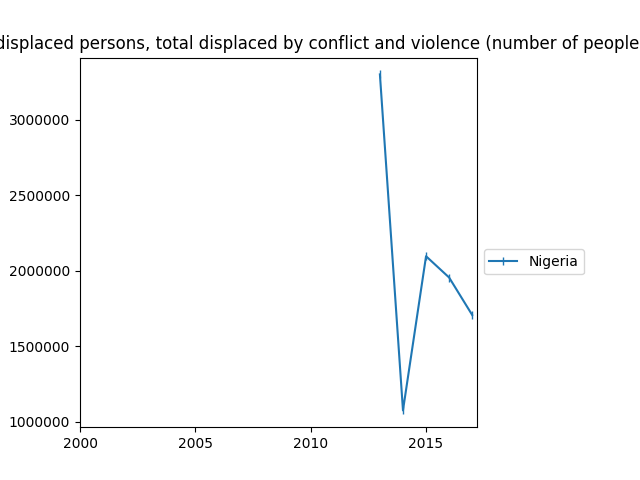 displaced persons, total displaced by conflict and violence (number of people
3000000
2500000
2000000
1500000
1000000
2000 2005 2010 2015
Nigeria